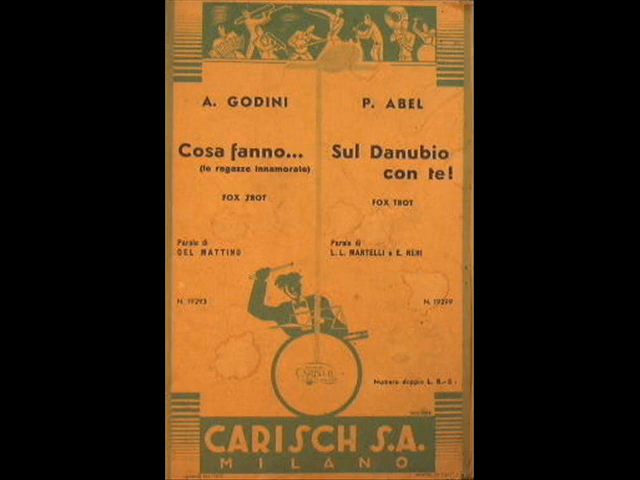 A. GODINI
Cosa fanno...
(le ragazze innamorate)
FOX TROT
Parole di
DEL MATTINO
N. 19293
P. ABEL
Sul Danubio
con te!
FOX TROT
Parole di
L. L. MARTELLI e E. NERI
N. 19299
CARISCH
Numero doppio L. 8.-
CARISCH S.A.
MILANO